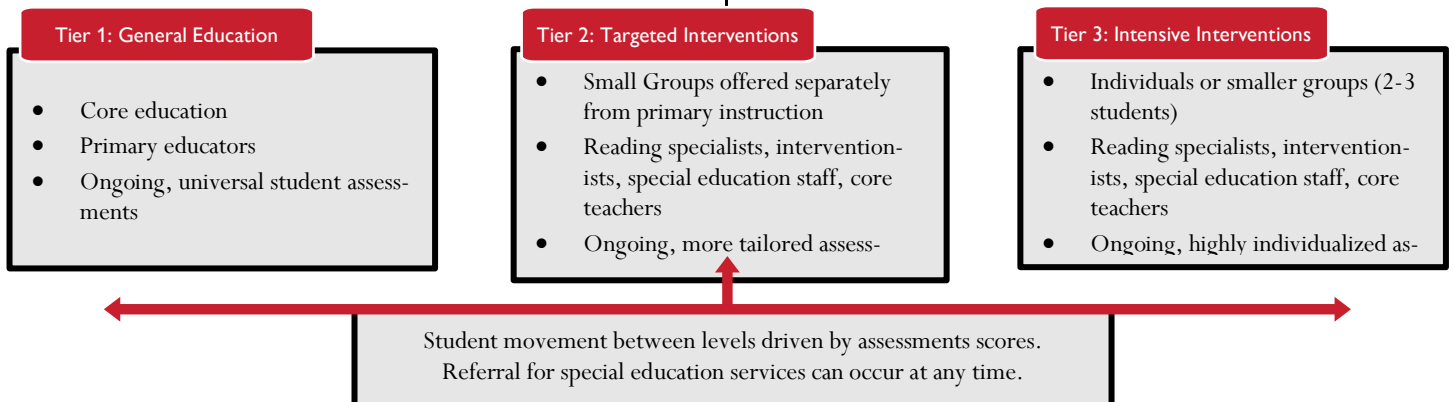 Tier 1: General Education
• Core education
• Primary educators
• Ongoing, universal student assess-
ments
Tier 2: Targeted Interventions
• Small Groups offered separately
from primary instruction
• Reading specialists, intervention-
ists, special education staff, core
teachers
• Ongoing, more tailored assess-
Tier 3: Intensive Interventions
• Individuals or smaller groups (2-3
students)
• Reading specialists, intervention-
ists, special education staff, core
teachers
• Ongoing, highly individualized as-
Student movement between levels driven by assessments scores.
Referral for special education services can occur at any time.